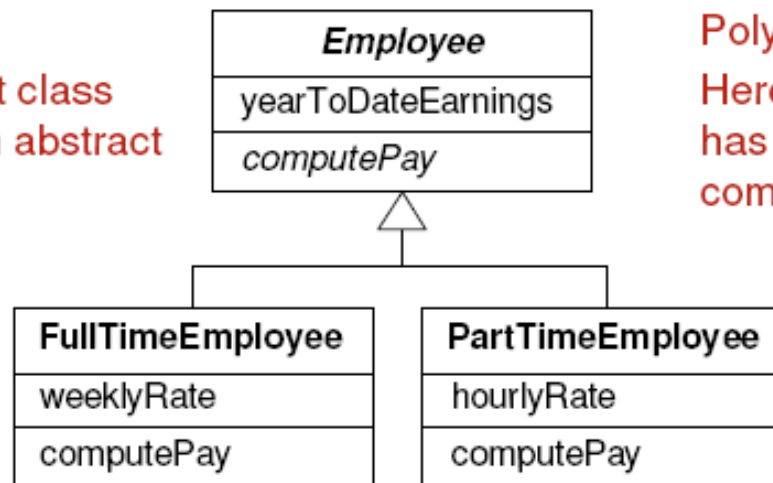 Employee
yearToDateEarnings
computePay
t class
abstract
Poly
Here
has
com
FullTimeEmployee
weeklyRate
computePay
PartTimeEmployee
hourlyRate
computePay